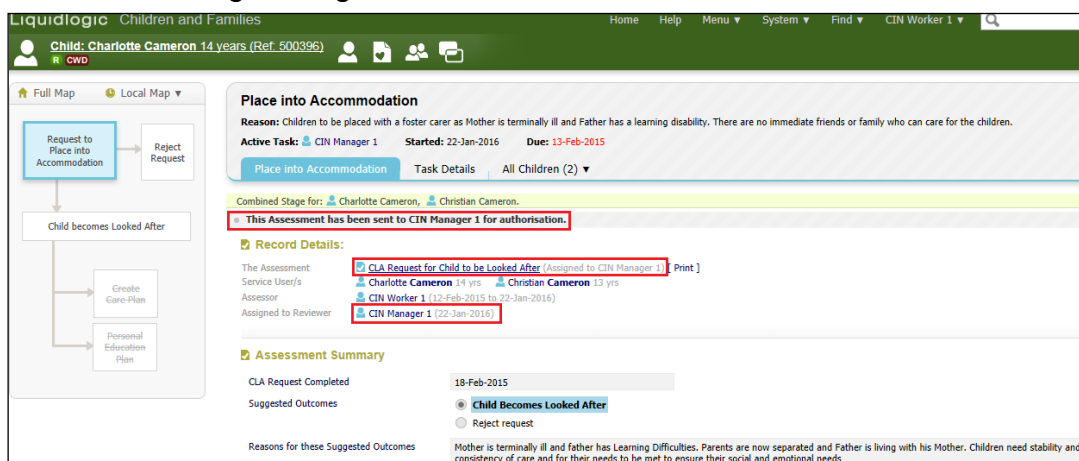 Liquidlogic Children and Families
Home Help Menu ▼ System ▼ Find ▼ CIN Worker 1 ▼
Child: Charlotte Cameron 14 years (Ref: 500396)
R CWD
Full Map Local Map ▼
Request to
Place into
Accommodation
Reject
Request
Child becomes Looked After
Create
Care Plan
Personal
Education
Plan
Place into Accommodation
Reason: Children to be placed with a foster carer as Mother is terminally ill and Father has a learning disability. There are no immediate friends or family who can care for the children.
Active Task: CIN Manager 1 Started: 22-Jan-2016 Due: 13-Feb-2015
Place into Accommodation Task Details All Children (2) ▼
Combined Stage for: Charlotte Cameron, Christian Cameron.
This Assessment has been sent to CIN Manager 1 for authorisation.
Record Details:
The Assessment CLA Request for Child to be Looked After (Assigned to CIN Manager 1) [ Print ]
Service User/s Charlotte Cameron 14 yrs Christian Cameron 13 yrs
Assessor CIN Worker 1 (12-Feb-2015 to 22-Jan-2016)
Assigned to Reviewer CIN Manager 1 (22-Jan-2016)
Assessment Summary
CLA Request Completed 18-Feb-2015
Suggested Outcomes Child Becomes Looked After
Reject request
Reasons for these Suggested Outcomes Mother is terminally ill and father has Learning Difficulties. Parents are now separated and Father is living with his Mother. Children need stability and
consistency of care and for their needs to be met to ensure their social and emotional needs